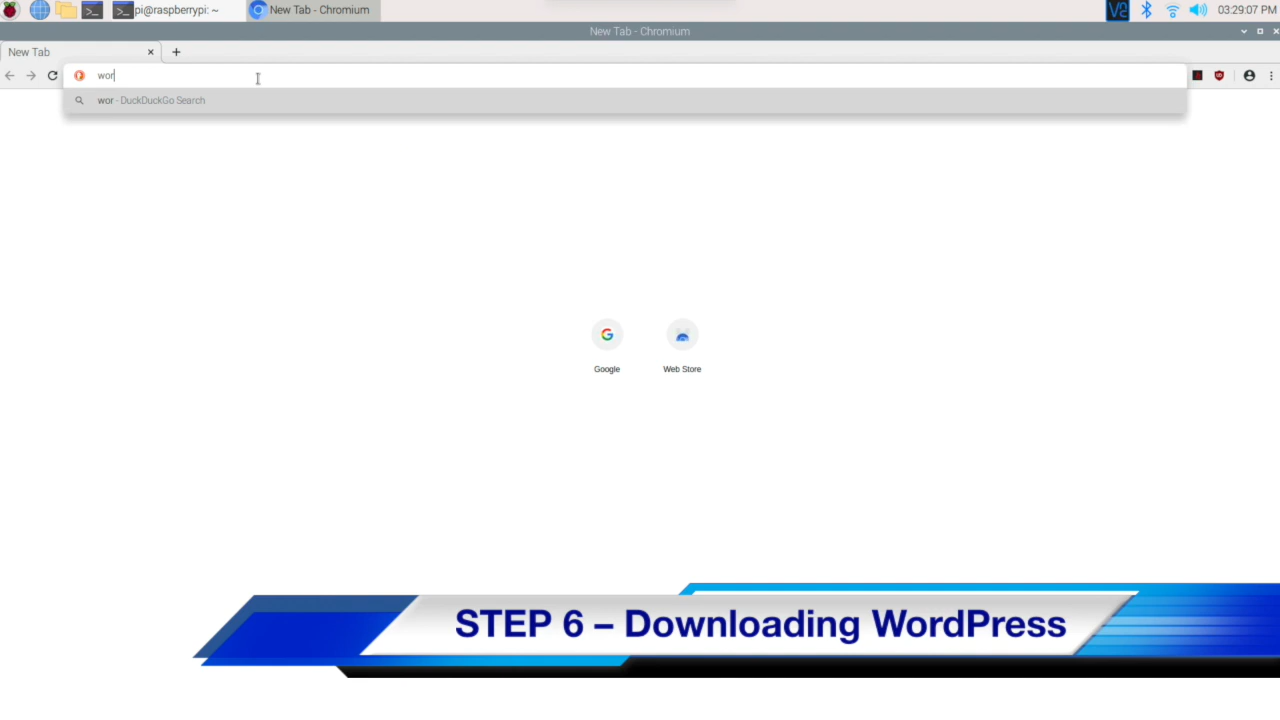 pi@raspberrypi: ~
New Tab - Chromium
03:29:07 PM
New Tab - Chromium
New Tab
wor
wor - DuckDuckGo Search
Google
Web Store
STEP 6 – Downloading WordPress